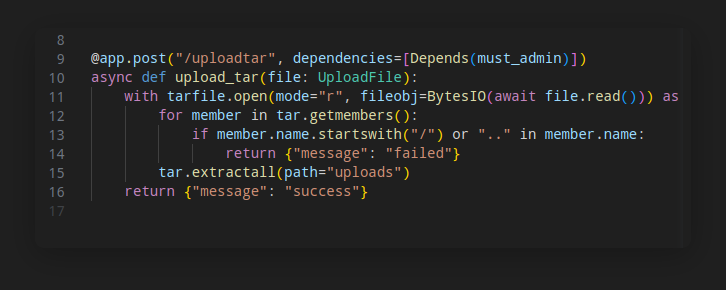 8
9 @app.post("/uploadtar", dependencies=[Depends(must_admin)])
10 async def upload_tar(file: UploadFile):
11     with tarfile.open(mode="r", fileobj=BytesIO(await file.read())) as
12         for member in tar.getmembers():
13             if member.name.startswith("/") or ".." in member.name:
14                 return {"message": "failed"}
15         tar.extractall(path="uploads")
16     return {"message": "success"}
17